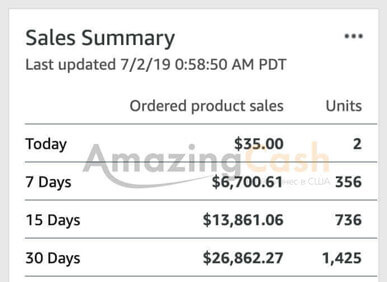 Sales Summary
Last updated 7/2/19 0:58:50 AM PDT
Ordered product sales Units
Today $35.00 2
AmazingCash
7 Days $6,700.61 356
бизнес в США
15 Days $13,861.06 736
30 Days $26,862.27 1,425